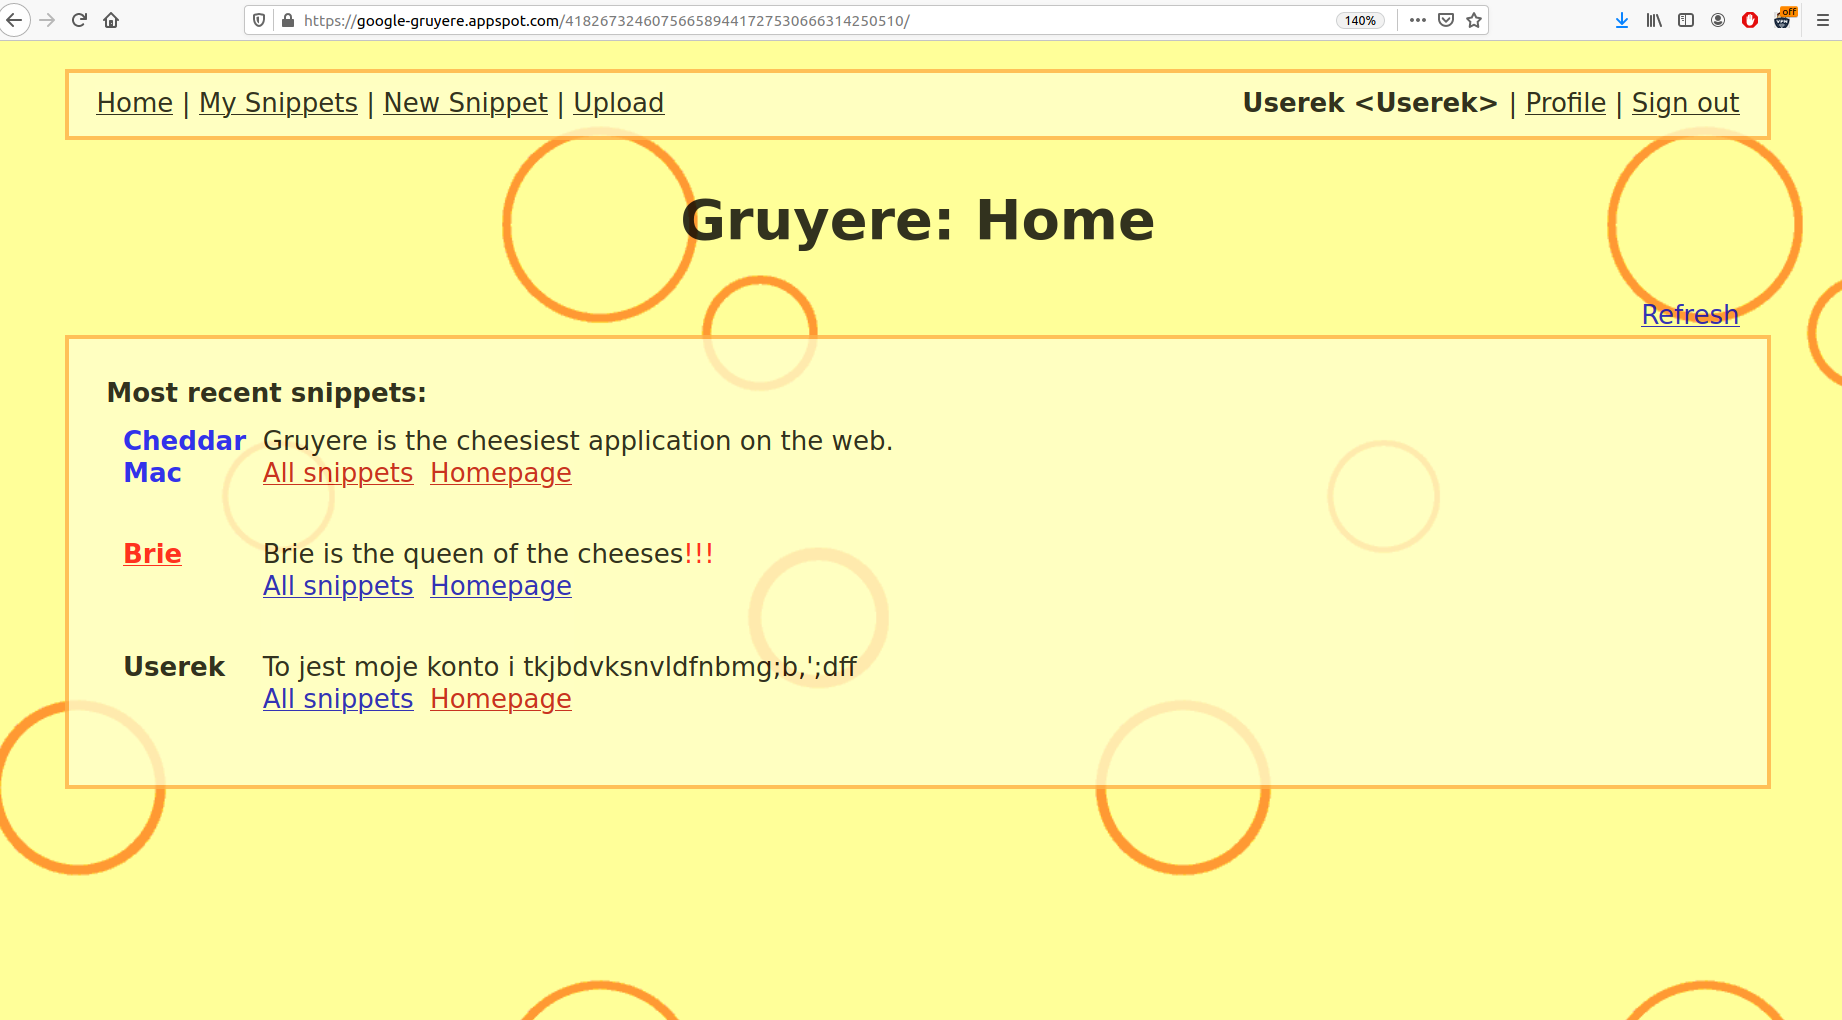 https://google-gruyere.appspot.com/418267324607566589441727530666314250510/
140%
off
Home | My Snippets | New Snippet | Upload
Userek <Userek> | Profile | Sign out
Gruyere: Home
Refresh
Most recent snippets:
Cheddar Gruyere is the cheesiest application on the web.
Mac All snippets Homepage
Brie Brie is the queen of the cheeses!!!
All snippets Homepage
Userek To jest moje konto i tkjbdvksnvldfnbmg;b,';dff
All snippets Homepage